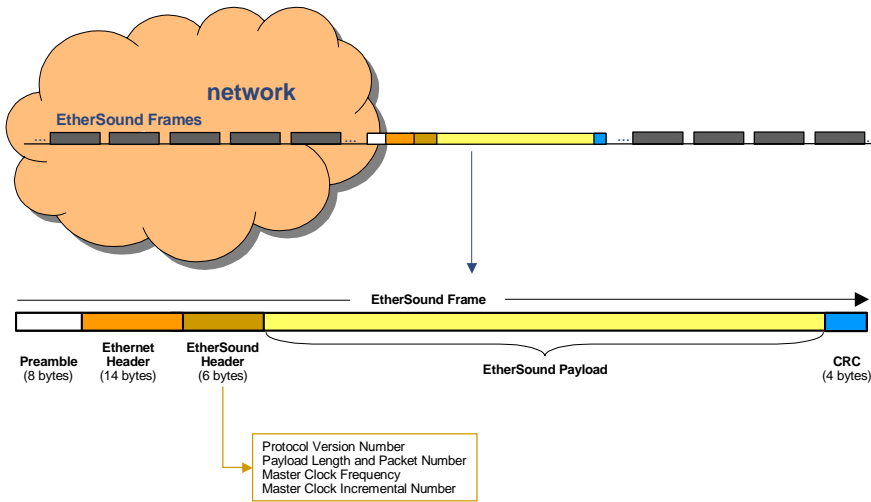 network
EtherSound Frames
... ... ... .
EtherSound Frame
Preamble
(8 bytes)
Ethernet
Header
(14 bytes)
EtherSound
Header
(6 bytes)
EtherSound Payload
CRC
(4 bytes)
Protocol Version Number
Payload Length and Packet Number
Master Clock Frequency
Master Clock Incremental Number